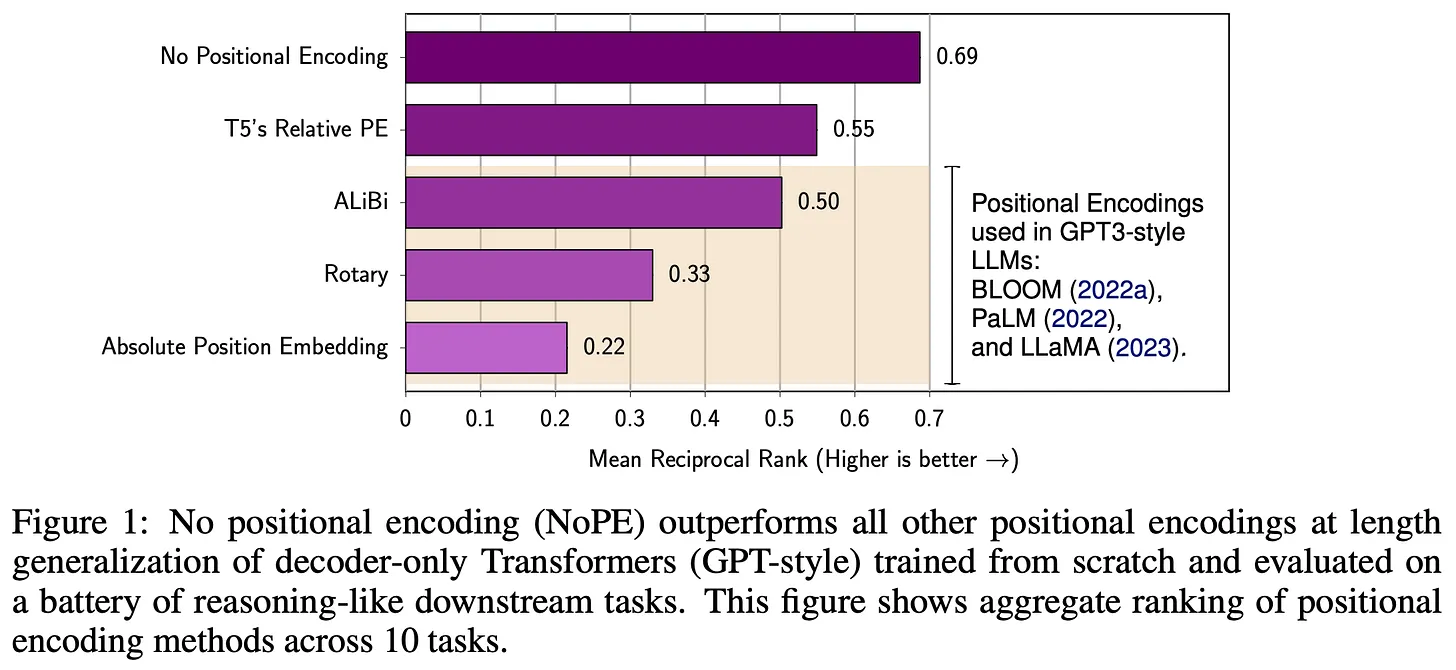 No Positional Encoding
0.69
T5's Relative PE
0.55
ALiBi
0.50
Rotary
0.33
Absolute Position Embedding
0.22
Positional Encodings
used in GPT3-style
LLMs:
BLOOM (2022a),
PaLM (2022),
and LLaMA (2023).
0 0.1 0.2 0.3 0.4 0.5 0.6 0.7
Mean Reciprocal Rank (Higher is better →)
Figure 1: No positional encoding (NoPE) outperforms all other positional encodings at length
generalization of decoder-only Transformers (GPT-style) trained from scratch and evaluated on
a battery of reasoning-like downstream tasks. This figure shows aggregate ranking of positional
encoding methods across 10 tasks.